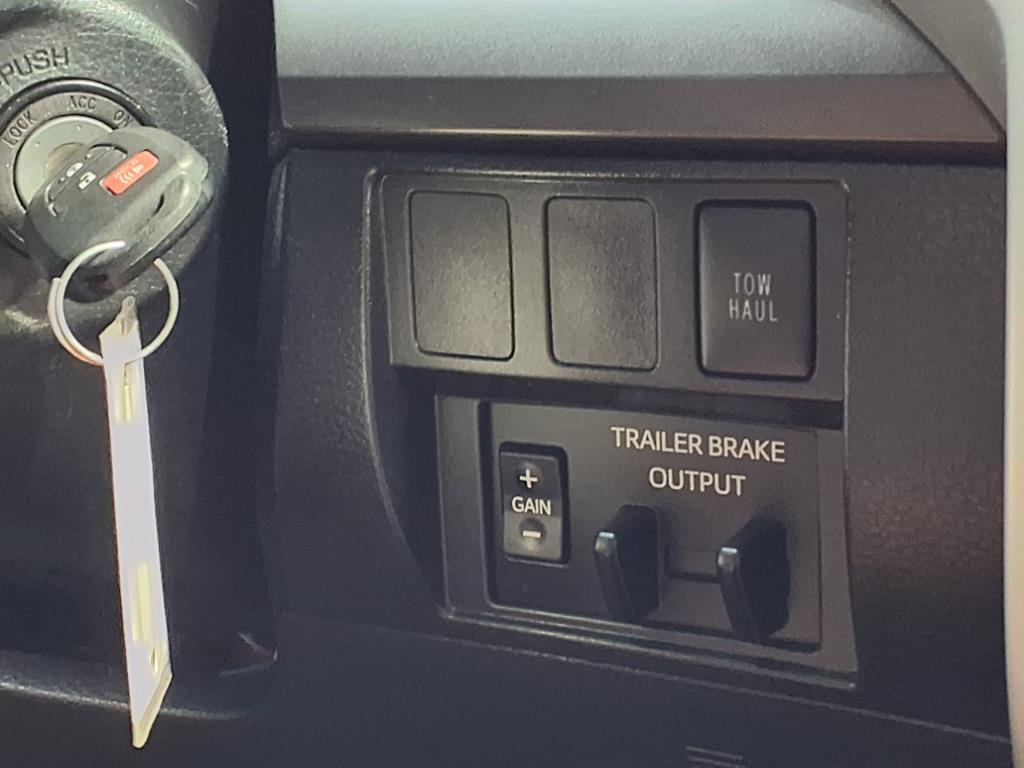 PUSH
LOCK ACC ON
TOW
HAUL
TRAILER BRAKE
OUTPUT
+
GAIN
-